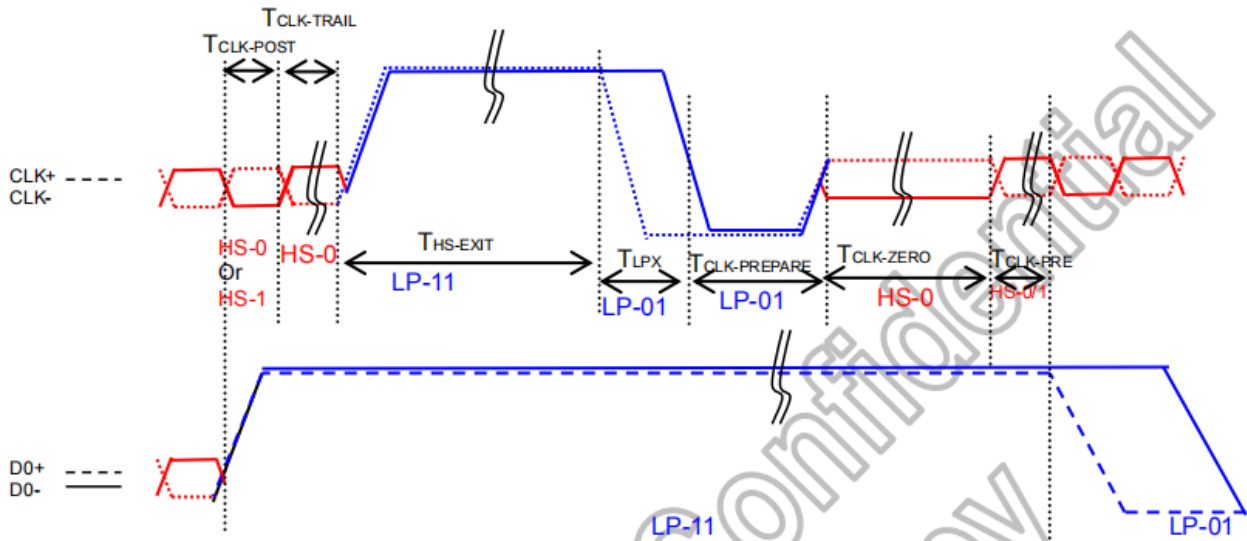 TCLK-TRAIL
TCLK-POST
CLK+
CLK-
HS-0
Or
HS-1
HS-0
THS-EXIT
LP-11
TLPX
LP-01
TCLK-PREPARE
LP-01
TCLK-ZERO
HS-0
TCLK-PRE
HS-0/1
D0+
D0-
LP-11
LP-01
Confidential